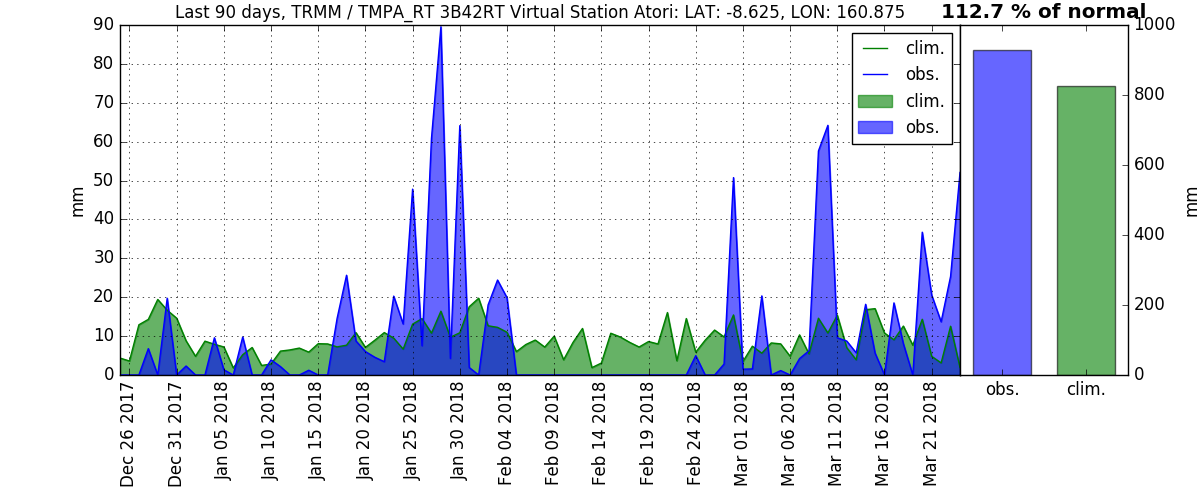 Last 90 days, TRMM / TMPA_RT 3B42RT Virtual Station Atori: LAT: -8.625, LON: 160.875
112.7 % of normal
90
80
70
60
50
40
30
20
10
0
mm
clim.
obs.
clim.
obs.
1000
800
600
400
200
0
mm
obs.
clim.
Dec 26 2017
Dec 31 2017
Jan 05 2018
Jan 10 2018
Jan 15 2018
Jan 20 2018
Jan 25 2018
Jan 30 2018
Feb 04 2018
Feb 09 2018
Feb 14 2018
Feb 19 2018
Feb 24 2018
Mar 01 2018
Mar 06 2018
Mar 11 2018
Mar 16 2018
Mar 21 2018